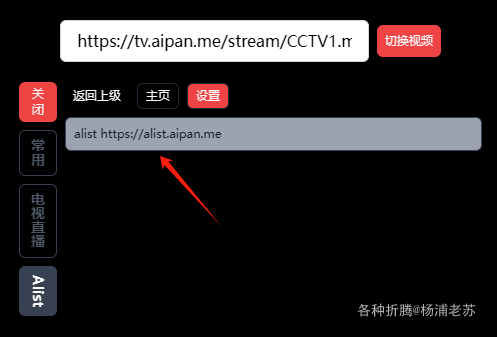 https://tv.aipan.me/stream/CCTV1.m
切换视频
关闭
返回上级
主页
设置
alist https://alist.aipan.me
常用
电视直播
Alist
各种折腾@杨浦老苏